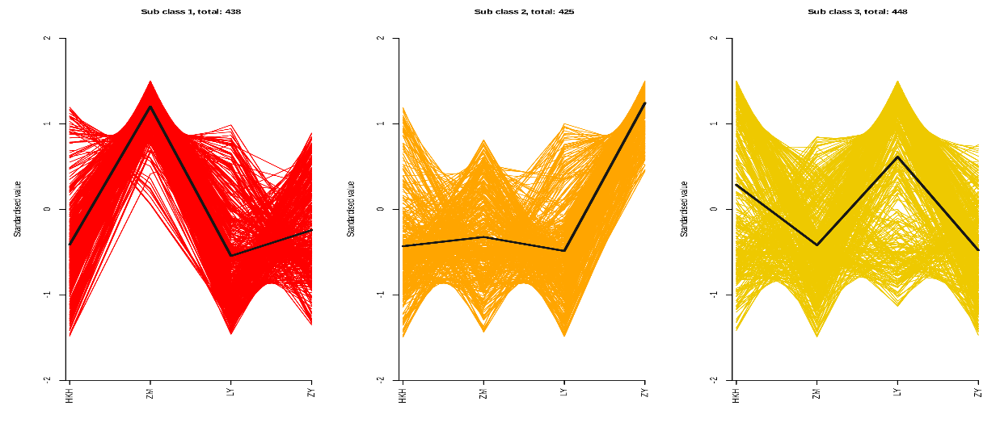 Sub class 1, total: 438
Standardised value
2
1
0
-1
-2
HKH
ZM
LY
ZY
Sub class 2, total: 425
Standardised value
2
1
0
-1
-2
HKH
ZM
LY
ZY
Sub class 3, total: 448
Standardised value
2
1
0
-1
-2
HKH
ZM
LY
ZY